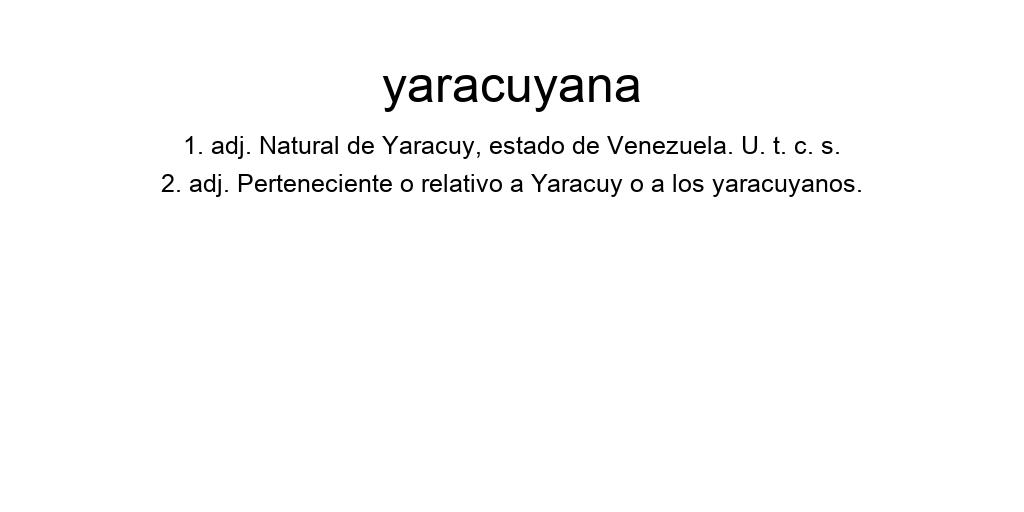 yaracuyana
1. adj. Natural de Yaracuy, estado de Venezuela. U. t. c. s.
2. adj. Perteneciente o relativo a Yaracuy o a los yaracuyanos.